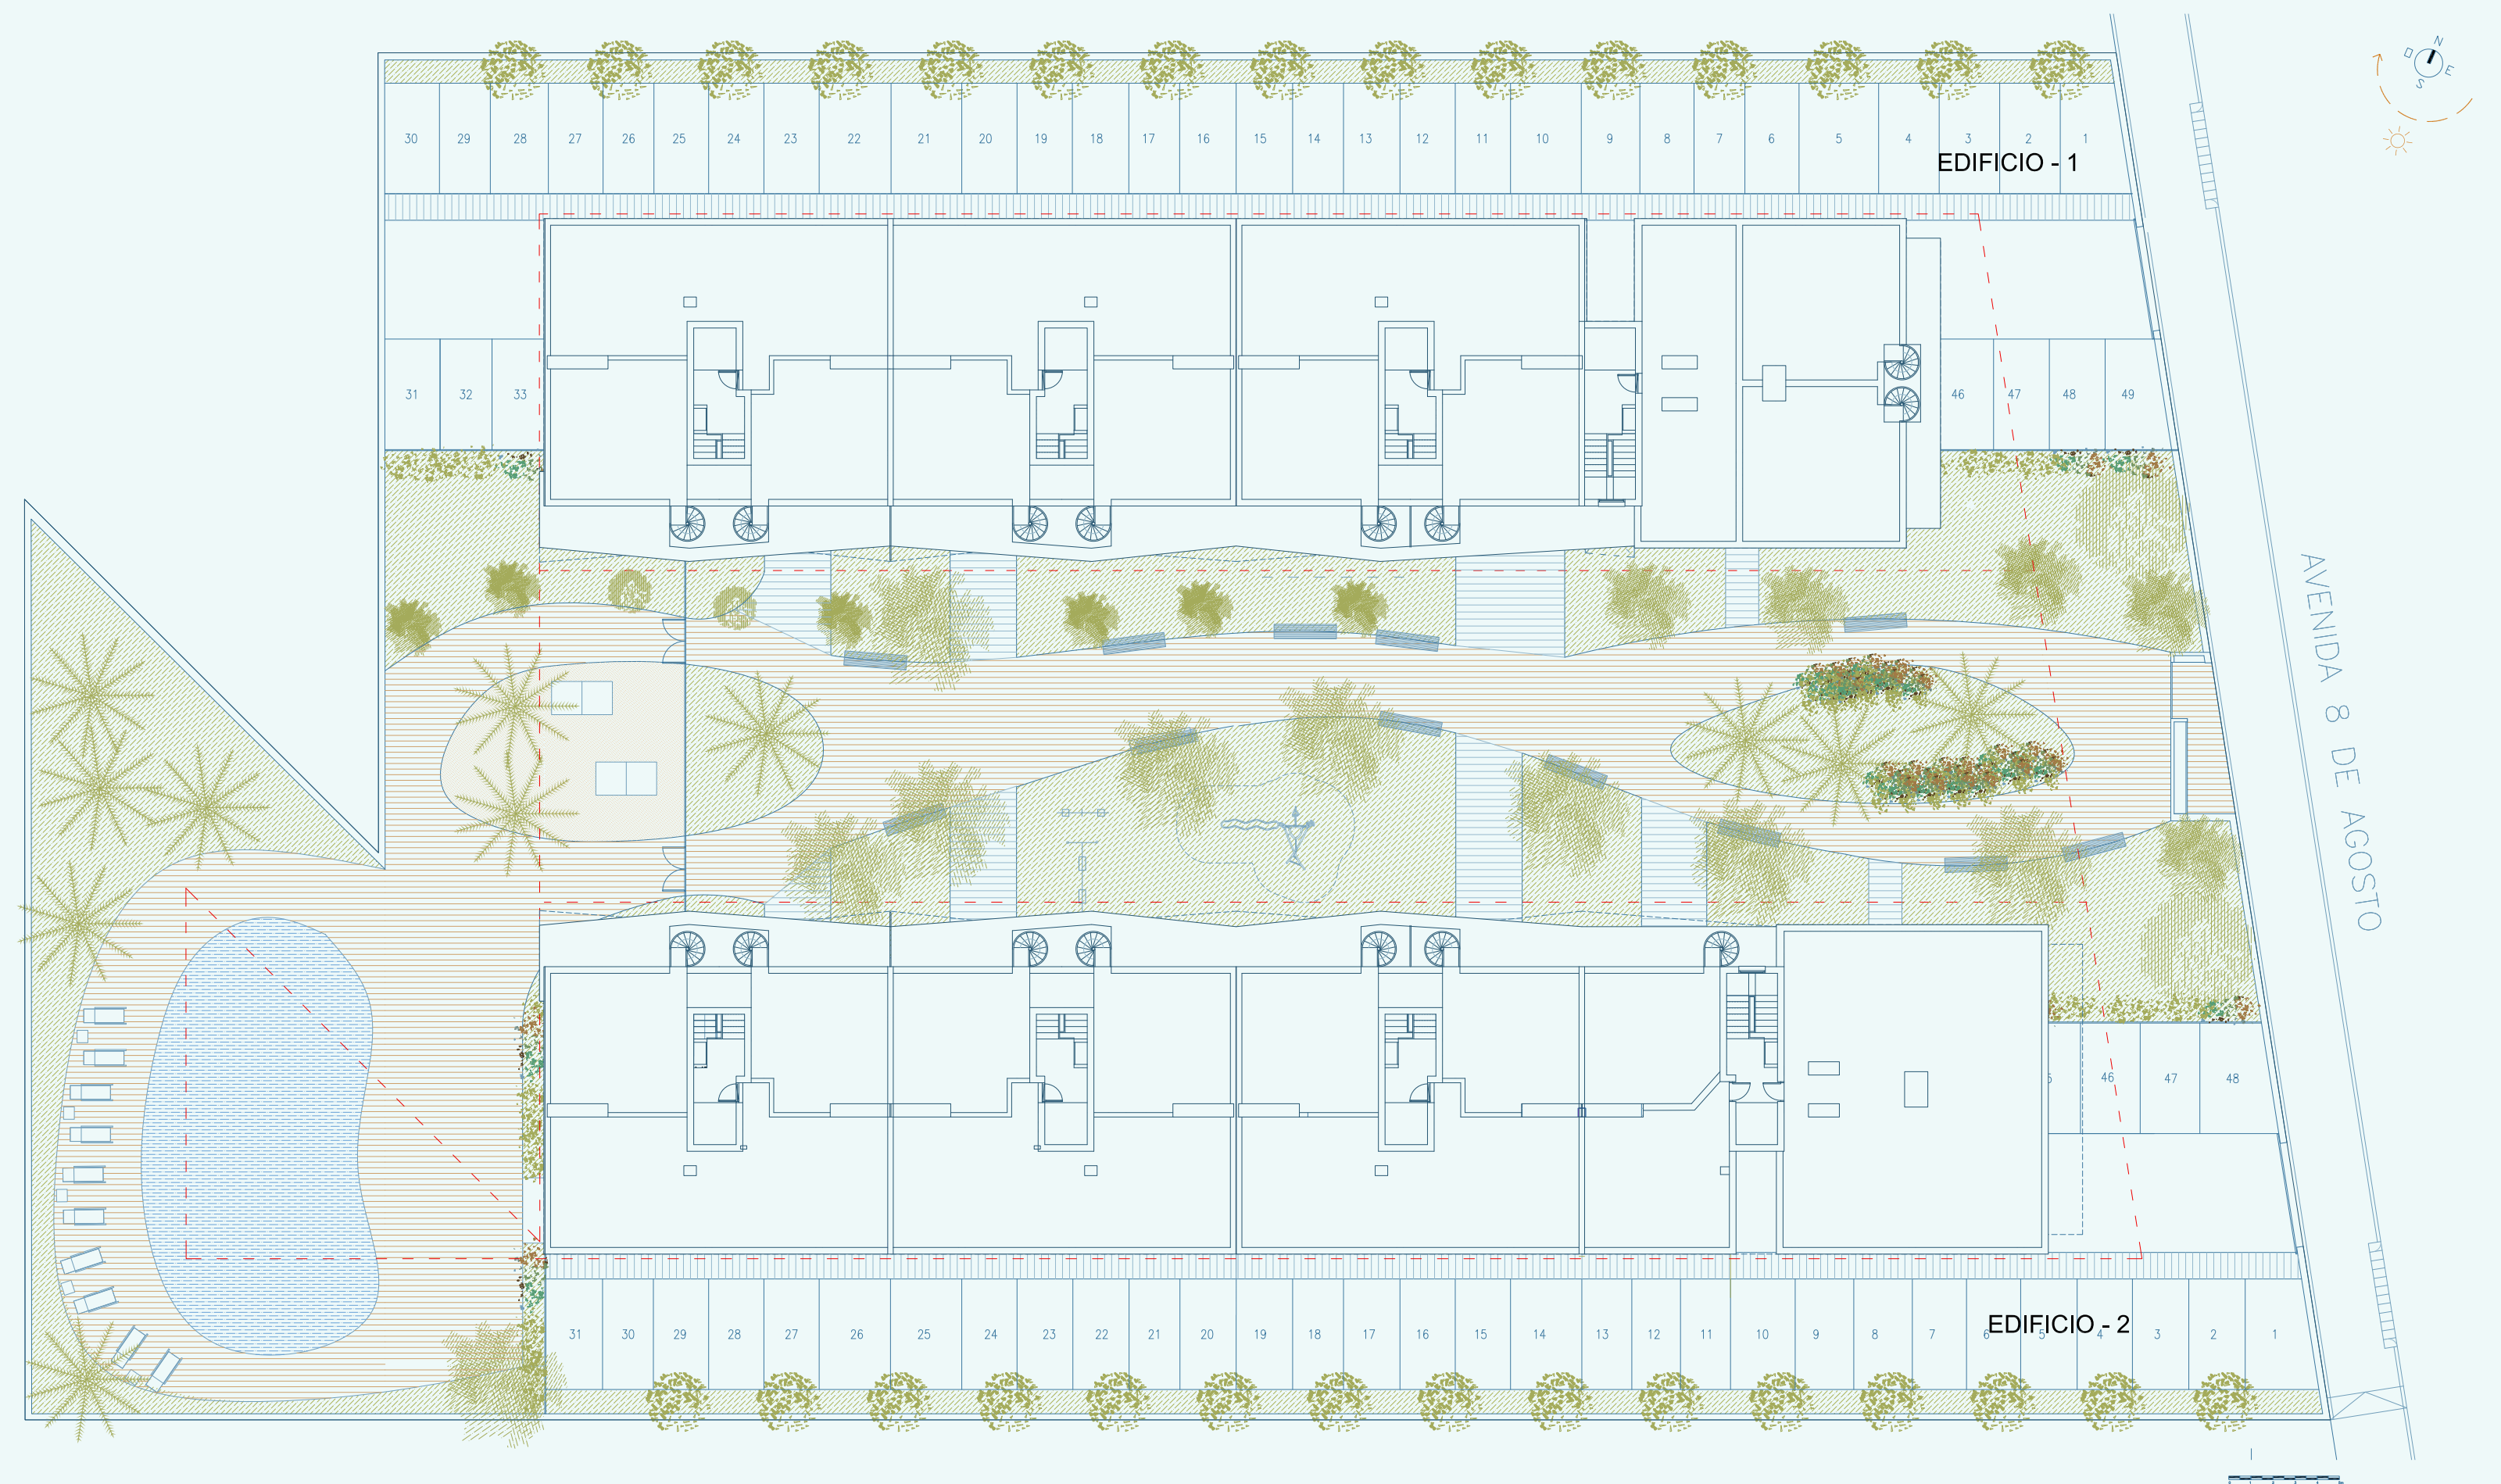 N
O
E
S
30 29 28 27 26 25 24 23 22 21 20 19 18 17 16 15 14 13 12 11 10 9 8 7 6 5 4 3 2 1
EDIFICIO - 1
31 32 33 46 47 48 49
AVENIDA 8 DE AGOSTO
46 47 48
31 30 29 28 27 26 25 24 23 22 21 20 19 18 17 16 15 14 13 12 11 10 9 8 7 6 5 4 3 2 1
EDIFICIO - 2